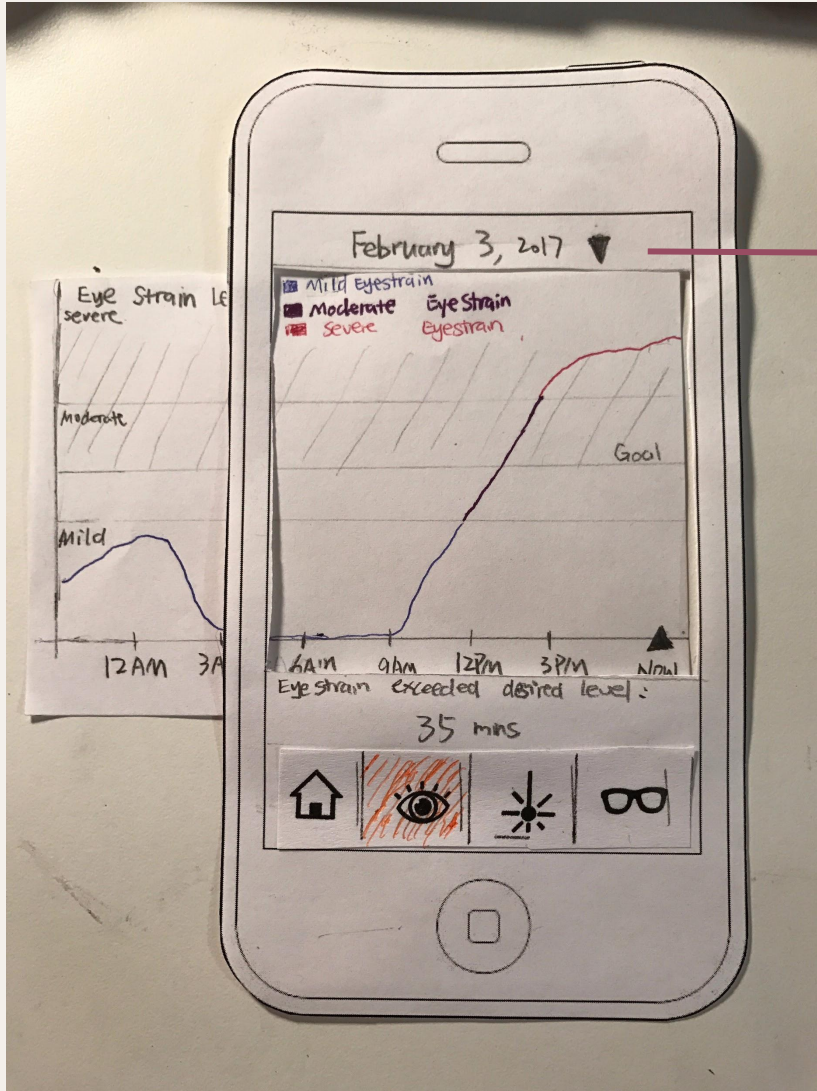 February 3, 2017
Eye Strain Le
severe
Moderate
Mild
12AM 3A
Mild Eyestrain
Moderate Eye Strain
Severe Eyestrain
Goal
6AM 9AM 12PM 3PM Now
Eye strain exceeded desired level:
35 mns